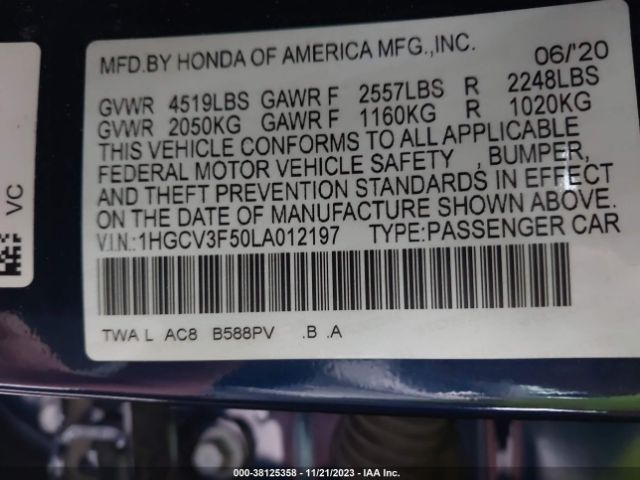 MFD.BY HONDA OF AMERICA MFG.,INC. 06/'20
GVWR 4519LBS GAWR F 2557LBS R 2248LBS
GVWR 2050KG GAWR F 1160KG R 1020KG
THIS VEHICLE CONFORMS TO ALL APPLICABLE
FEDERAL MOTOR VEHICLE SAFETY , BUMPER,
AND THEFT PREVENTION STANDARDS IN EFFECT
ON THE DATE OF MANUFACTURE SHOWN ABOVE.
V.I.N.:1HGCV3F50LA012197 TYPE:PASSENGER CAR
TWA L AC8 B588PV .B .A
VC
000-38125358 - 11/21/2023 - IAA Inc.